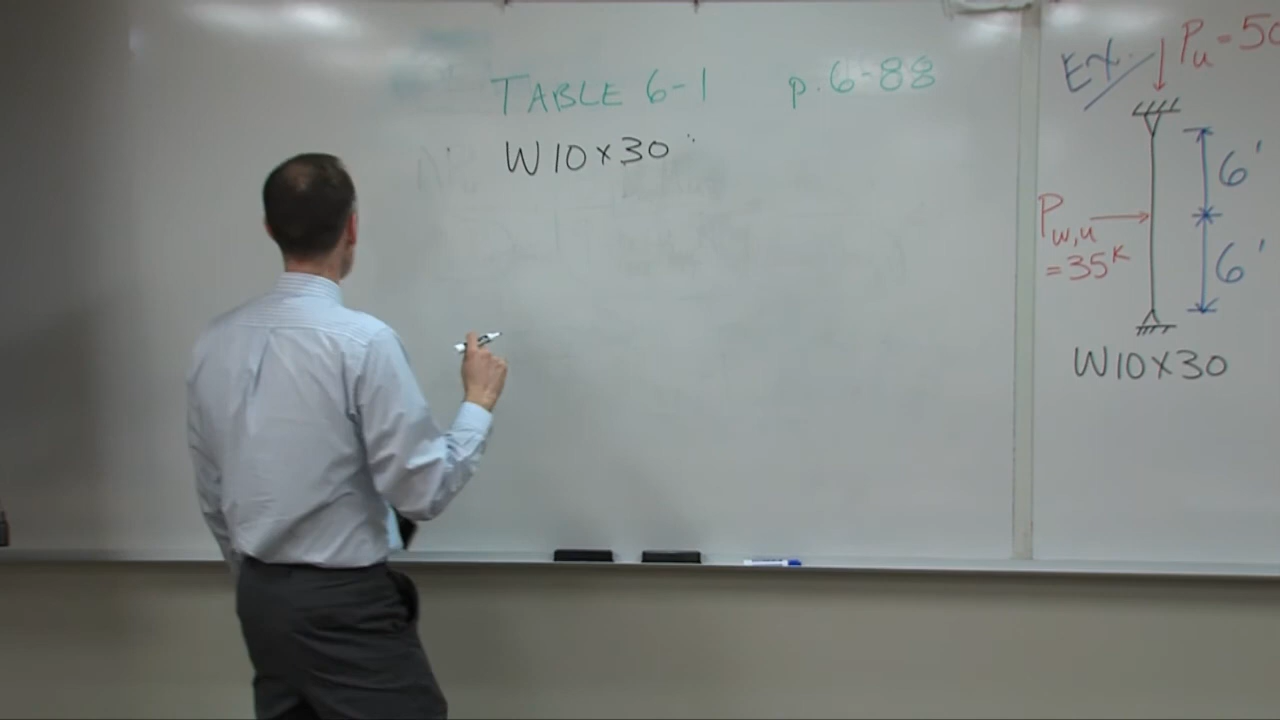 TABLE 6-1 p. 6-88
W10x30
Ex.
Pu = 50
6'
Pw,u
= 35K
6'
W10X30